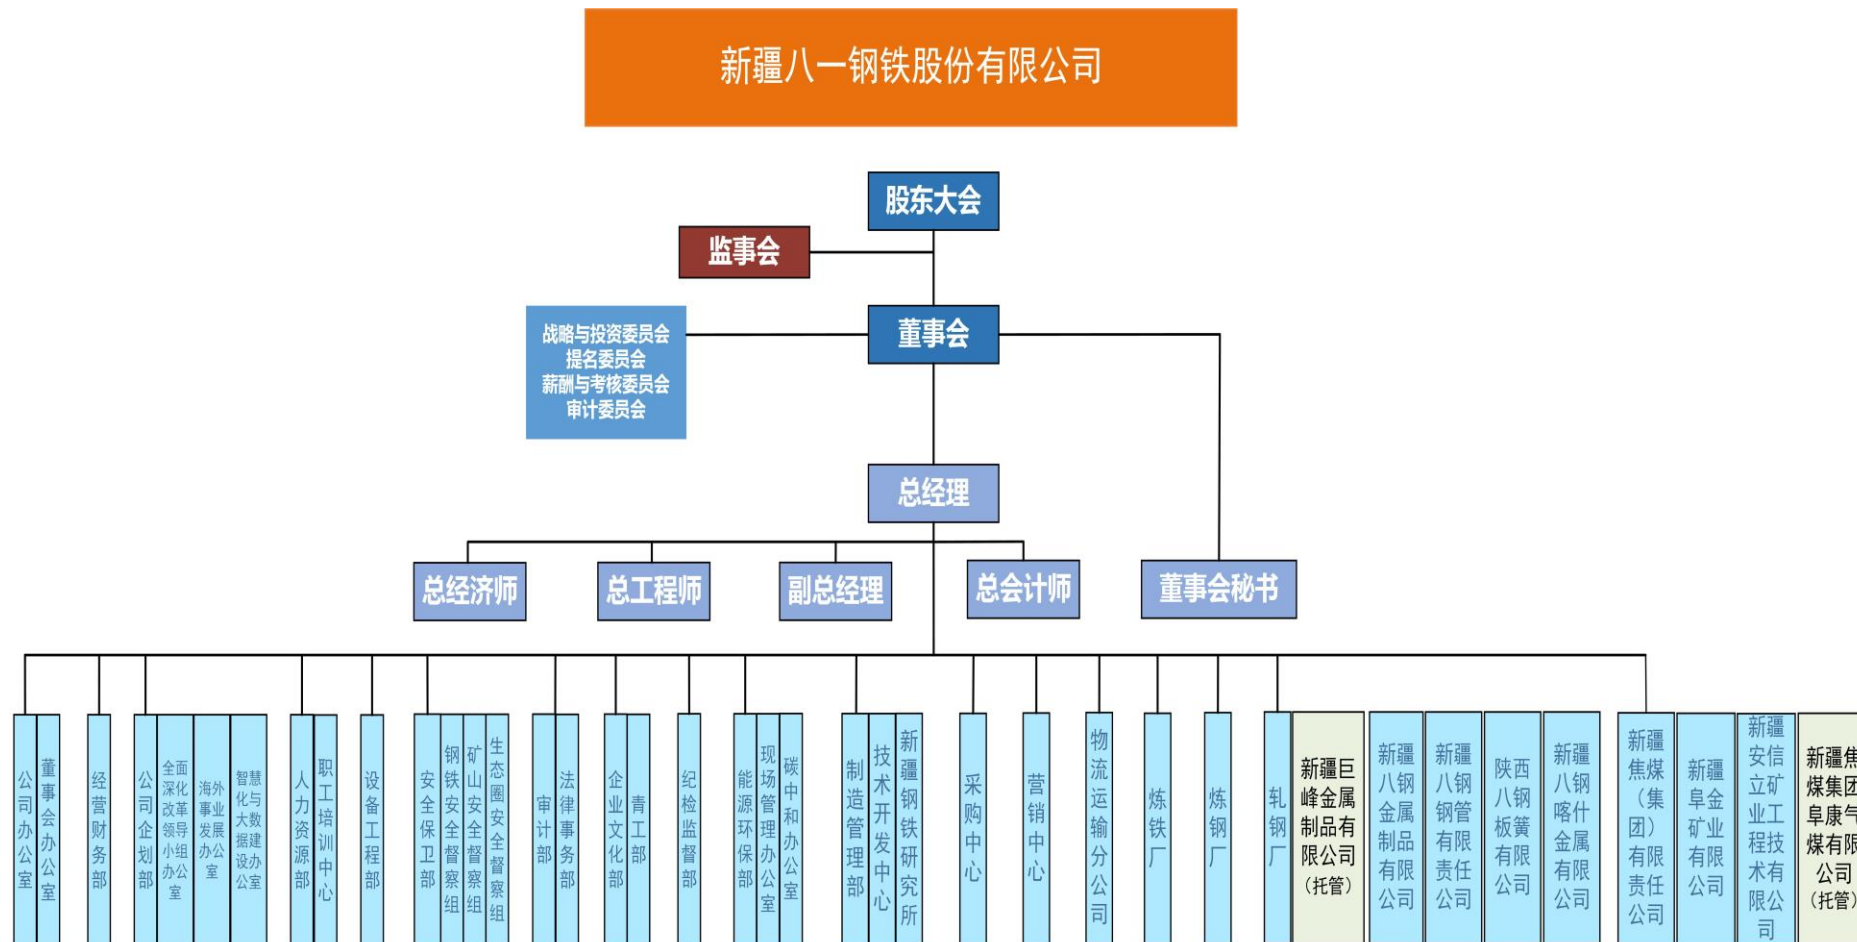 新疆八一钢铁股份有限公司
股东大会
监事会
董事会
战略与投资委员会
提名委员会
薪酬与考核委员会
审计委员会
总经理
总经济师
总工程师
副总经理
总会计师
董事会秘书
公司办公室
董事会办公室
经营财务部
公司企划部
全面深化改革领导小组办公室
海外事业发展办公室
智慧化与大数据建设办公室
人力资源部
职工培训中心
设备工程部
安全保卫部
钢铁安全督察组
矿山安全督察组
生态圈安全督察组
审计部
法律事务部
企业文化部
青工部
纪检监督部
能源环保部
现场管理办公室
碳中和办公室
制造管理部
技术开发中心
新疆钢铁研究所
采购中心
营销中心
物流运输分公司
炼铁厂
炼钢厂
轧钢厂
新疆巨
峰金属
制品有
限公司
（托管）
新疆
八钢
金属
制品
有限
公司
新疆
八钢
钢管
有限
责任
公司
陕西
八钢
板簧
有限
公司
新疆
八钢
喀什
金属
有限
公司
新疆
焦煤
（集
团）
有限
责任
公司
新疆
阜金
矿业
有限
公司
新疆
安信
立矿
业工
程技
术有
限公
司
新疆焦
煤集团
阜康气
煤有限
公司
（托管）